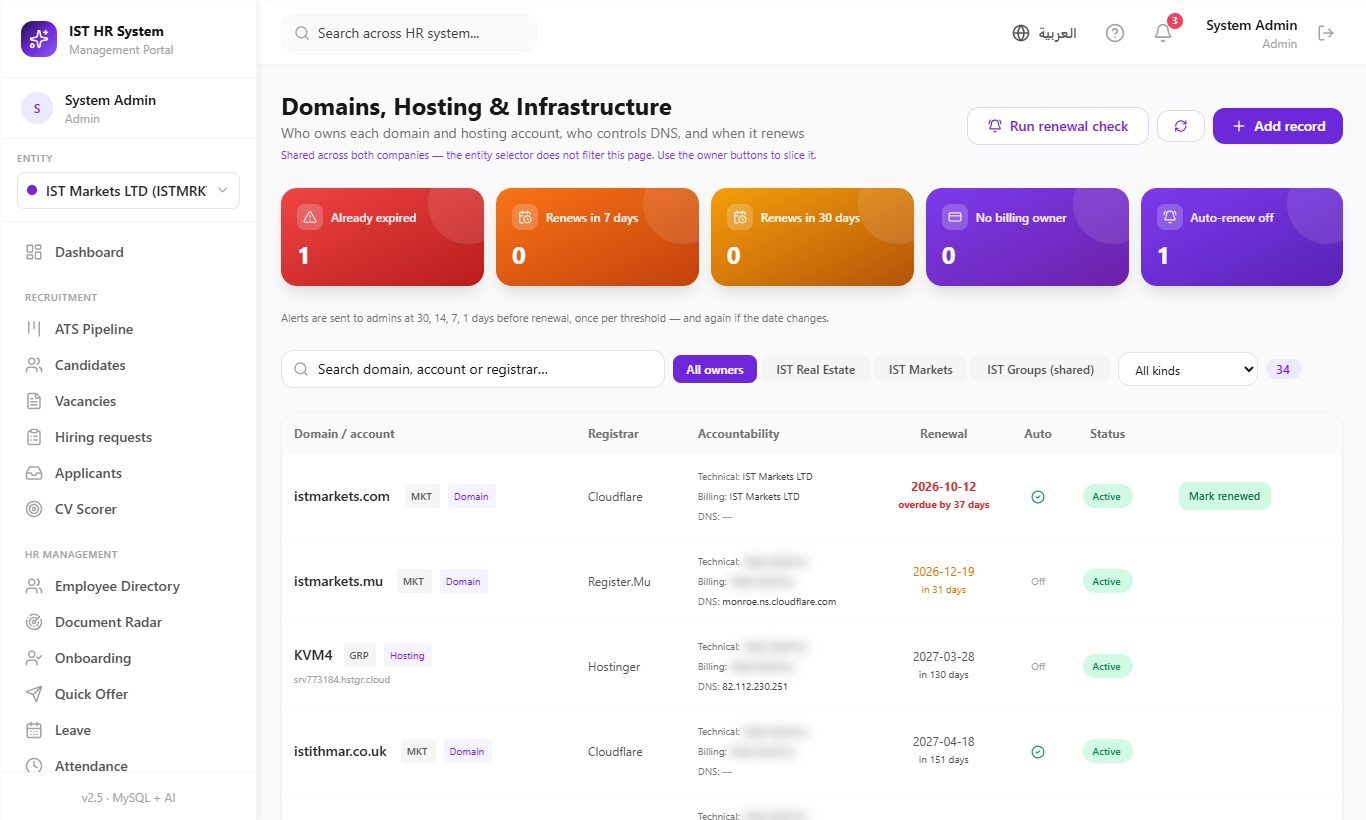 IST HR System
Management Portal
S
System Admin
Admin
ENTITY
IST Markets LTD (ISTMRK
Dashboard
RECRUITMENT
ATS Pipeline
Candidates
Vacancies
Hiring requests
Applicants
CV Scorer
HR MANAGEMENT
Employee Directory
Document Radar
Onboarding
Quick Offer
Leave
Attendance
v2.5 · MySQL + AI
Search across HR system...
العربية
3
System Admin
Admin
Domains, Hosting & Infrastructure
Who owns each domain and hosting account, who controls DNS, and when it renews
Shared across both companies — the entity selector does not filter this page. Use the owner buttons to slice it.
Run renewal check
Add record
Already expired
1
Renews in 7 days
0
Renews in 30 days
0
No billing owner
0
Auto-renew off
1
Alerts are sent to admins at 30, 14, 7, 1 days before renewal, once per threshold — and again if the date changes.
Search domain, account or registrar...
All owners
IST Real Estate
IST Markets
IST Groups (shared)
All kinds
34
Domain / account Registrar Accountability Renewal Auto Status
istmarkets.com MKT Domain
Cloudflare
Technical: IST Markets LTD
Billing: IST Markets LTD
DNS: —
2026-10-12
overdue by 37 days
Active
Mark renewed
istmarkets.mu MKT Domain
Register.Mu
Technical:
Billing:
DNS: monroe.ns.cloudflare.com
2026-12-19
in 31 days
Off
Active
KVM4 GRP Hosting
srv773184.hstgr.cloud
Hostinger
Technical:
Billing:
DNS: 82.112.230.251
2027-03-28
in 130 days
Off
Active
istithmar.co.uk MKT Domain
Cloudflare
Technical:
Billing:
DNS: —
2027-04-18
in 151 days
Active
Technical: